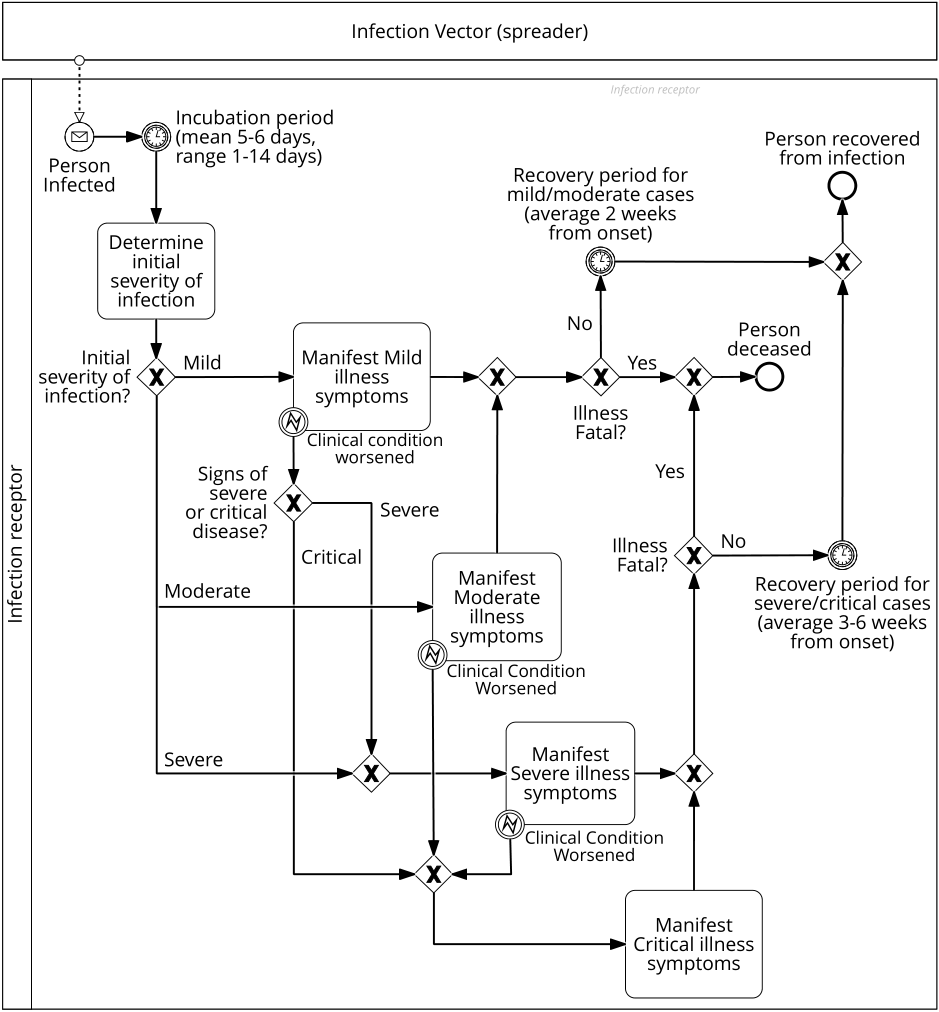 Infection Vector (spreader)
Infection receptor
Infection receptor
Person
Infected
Incubation period
(mean 5-6 days,
range 1-14 days)
Person recovered
from infection
Recovery period for
mild/moderate cases
(average 2 weeks
from onset)
Determine
initial
severity of
infection
Initial
severity of
infection?
Mild
Manifest Mild
illness
symptoms
Clinical condition
worsened
No
Yes
Illness
Fatal?
Person
deceased
Signs of
severe
or critical
disease?
Severe
Critical
Yes
Moderate
Manifest
Moderate
illness
symptoms
Clinical Condition
Worsened
Illness
Fatal?
No
Recovery period for
severe/critical cases
(average 3-6 weeks
from onset)
Severe
Manifest
Severe illness
symptoms
Clinical Condition
Worsened
Manifest
Critical illness
symptoms